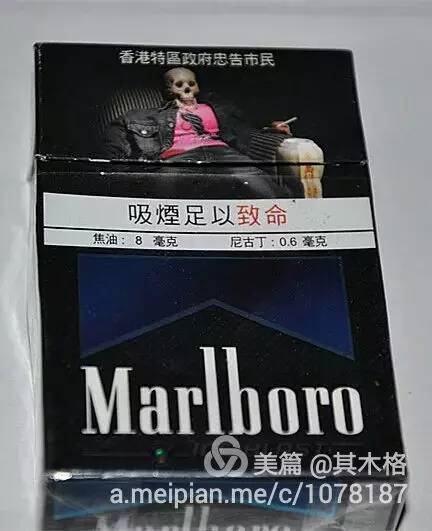 香港特區政府忠告市民
吸煙足以致命
焦油：8 毫克 尼古丁：0.6 毫克
Marlboro
美篇 @其木格
a.meipian.me/c/1078187